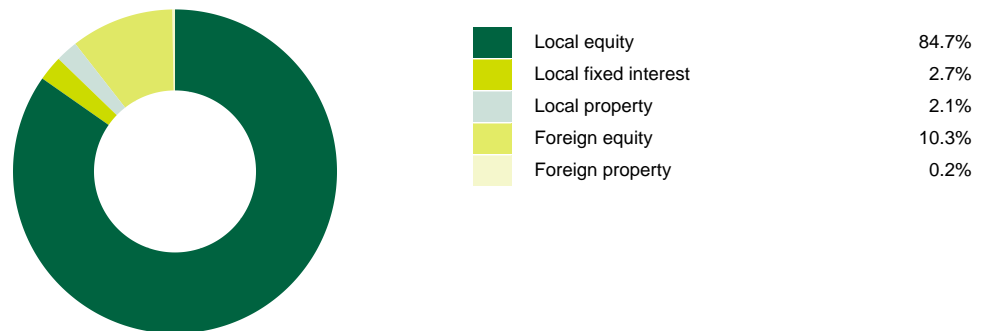 Local equity 84.7%
Local fixed interest 2.7%
Local property 2.1%
Foreign equity 10.3%
Foreign property 0.2%